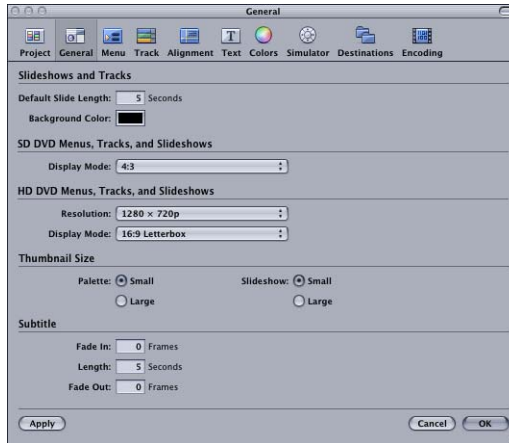 General
Project General Menu Track Alignment Text Colors Simulator Destinations Encoding
Slideshows and Tracks
Default Slide Length: 5 Seconds
Background Color:
SD DVD Menus, Tracks, and Slideshows
Display Mode: 4:3
HD DVD Menus, Tracks, and Slideshows
Resolution: 1280 × 720p
Display Mode: 16:9 Letterbox
Thumbnail Size
Palette: Small Slideshow: Small
Large Large
Subtitle
Fade In: 0 Frames
Length: 5 Seconds
Fade Out: 0 Frames
Apply Cancel OK